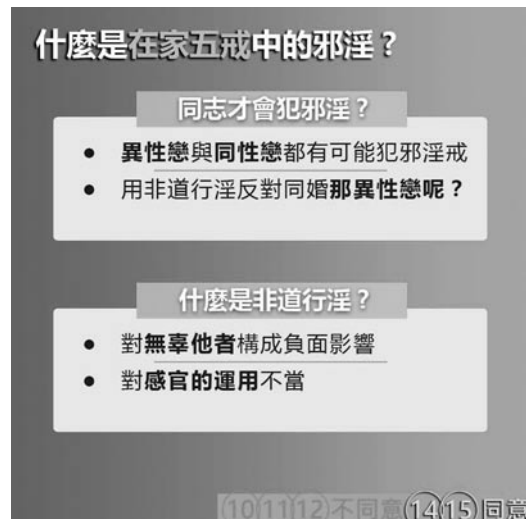 什麼是在家五戒中的邪淫？
同志才會犯邪淫？
● 異性戀與同性戀都有可能犯邪淫戒
● 用非道行淫反對同婚那異性戀呢？
什麼是非道行淫？
● 對無辜他者構成負面影響
● 對感官的運用不當
(10)(11)(12)不同意(14)(15)同意